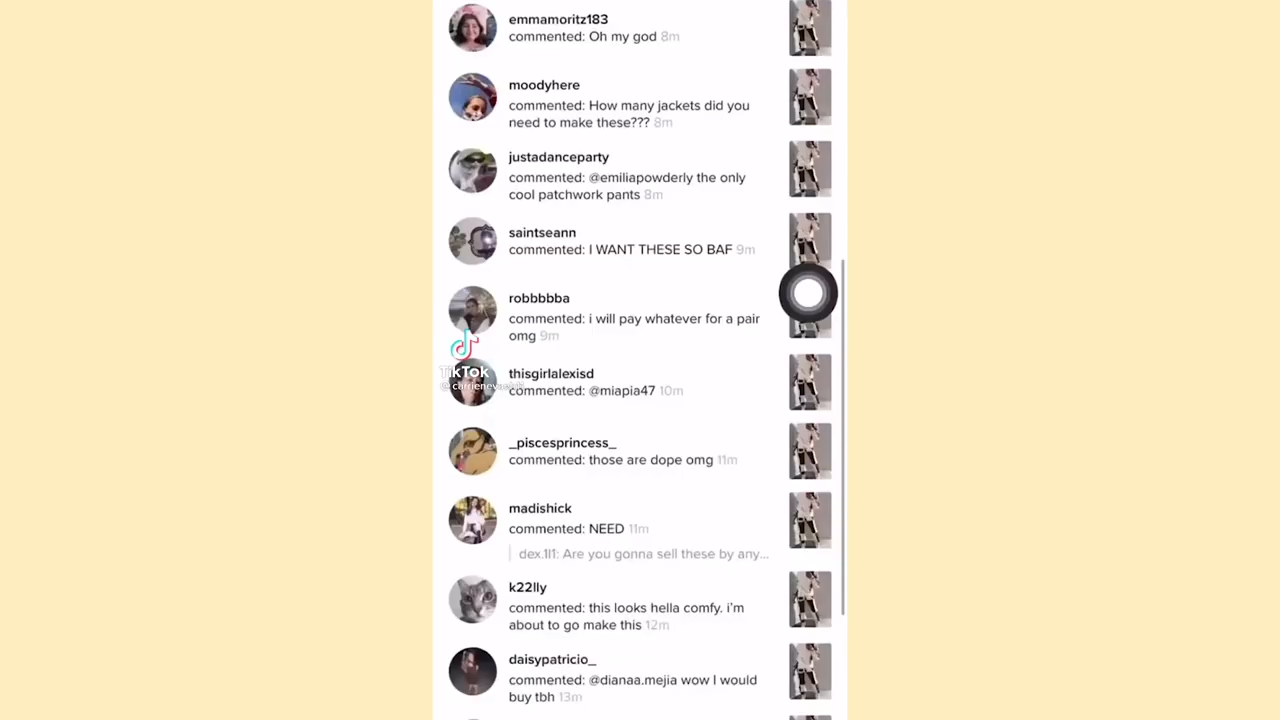 emmamoritz183
commented: Oh my god 8m
moodyhere
commented: How many jackets did you
need to make these??? 8m
justadanceparty
commented: @emiliapowderly the only
cool patchwork pants 8m
saintseann
commented: I WANT THESE SO BAF 9m
robbbbba
commented: i will pay whatever for a pair
omg 9m
TikTok
thisgirlalexisd
commented: @miapia47 10m
_piscesprincess_
commented: those are dope omg 11m
madishick
commented: NEED 11m
dex.1l1: Are you gonna sell these by any...
k22lly
commented: this looks hella comfy. i'm
about to go make this 12m
daisypatricio_
commented: @dianaa.mejia wow I would
buy tbh 13m